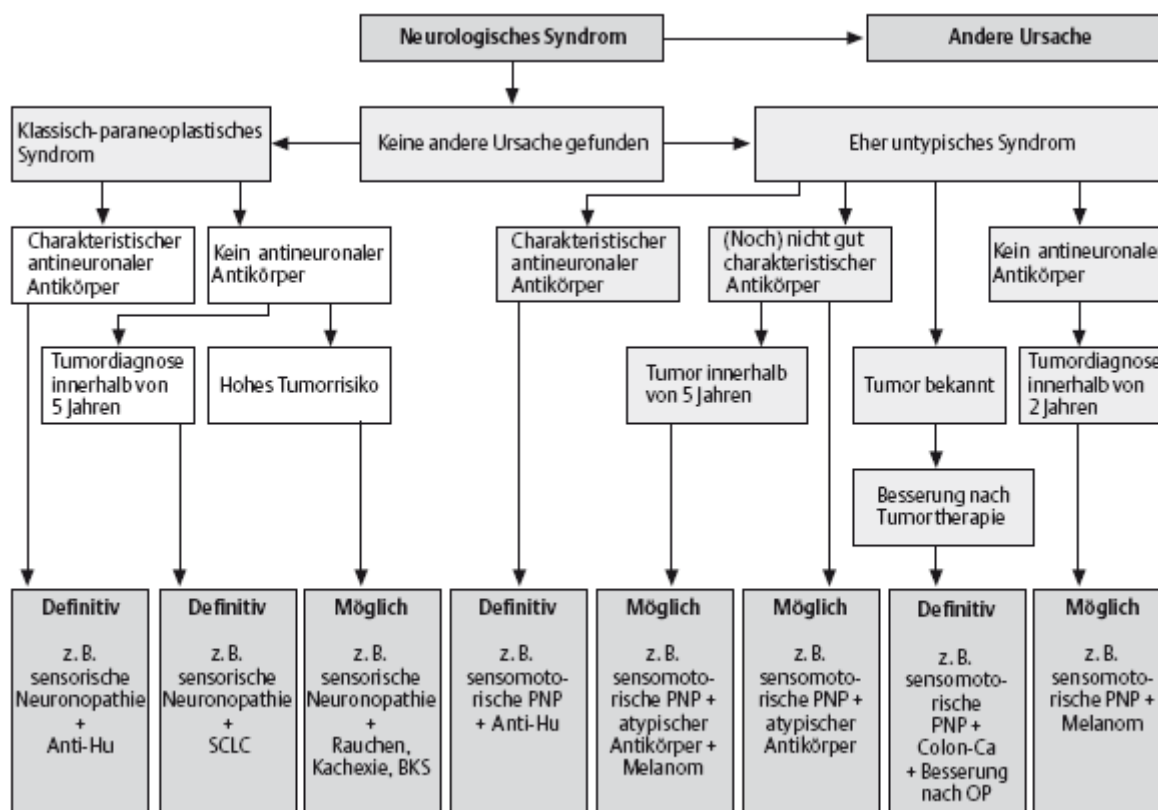 Neurologisches Syndrom
Andere Ursache
Klassisch-paraneoplastisches
Syndrom
Keine andere Ursache gefunden
Eher untypisches Syndrom
Charakteristischer
antineuronaler
Antikörper
Kein antineuronaler
Antikörper
Charakteristischer
antineuronaler
Antikörper
(Noch) nicht gut
charakteristischer
Antikörper
Kein antineuronaler
Antikörper
Tumordiagnose
innerhalb von
5 Jahren
Hohes Tumorrisiko
Tumor innerhalb
von 5 Jahren
Tumor bekannt
Tumordiagnose
innerhalb von
2 Jahren
Besserung nach
Tumortherapie
Definitiv
z. B.
sensorische
Neuronopathie
+
Anti-Hu
Definitiv
z. B.
sensorische
Neuronopathie
+
SCLC
Möglich
z. B.
sensorische
Neuronopathie
+
Rauchen,
Kachexie, BKS
Definitiv
z. B.
sensomoto-
rische PNP
+ Anti-Hu
Möglich
z. B.
sensomoto-
rische PNP +
atypischer
Antikörper +
Melanom
Möglich
z. B.
sensomoto-
rische PNP +
atypischer
Antikörper
Definitiv
z. B.
sensomoto-
rische
PNP +
Colon-Ca
+ Besserung
nach OP
Möglich
z. B.
sensomoto-
rische PNP +
Melanom